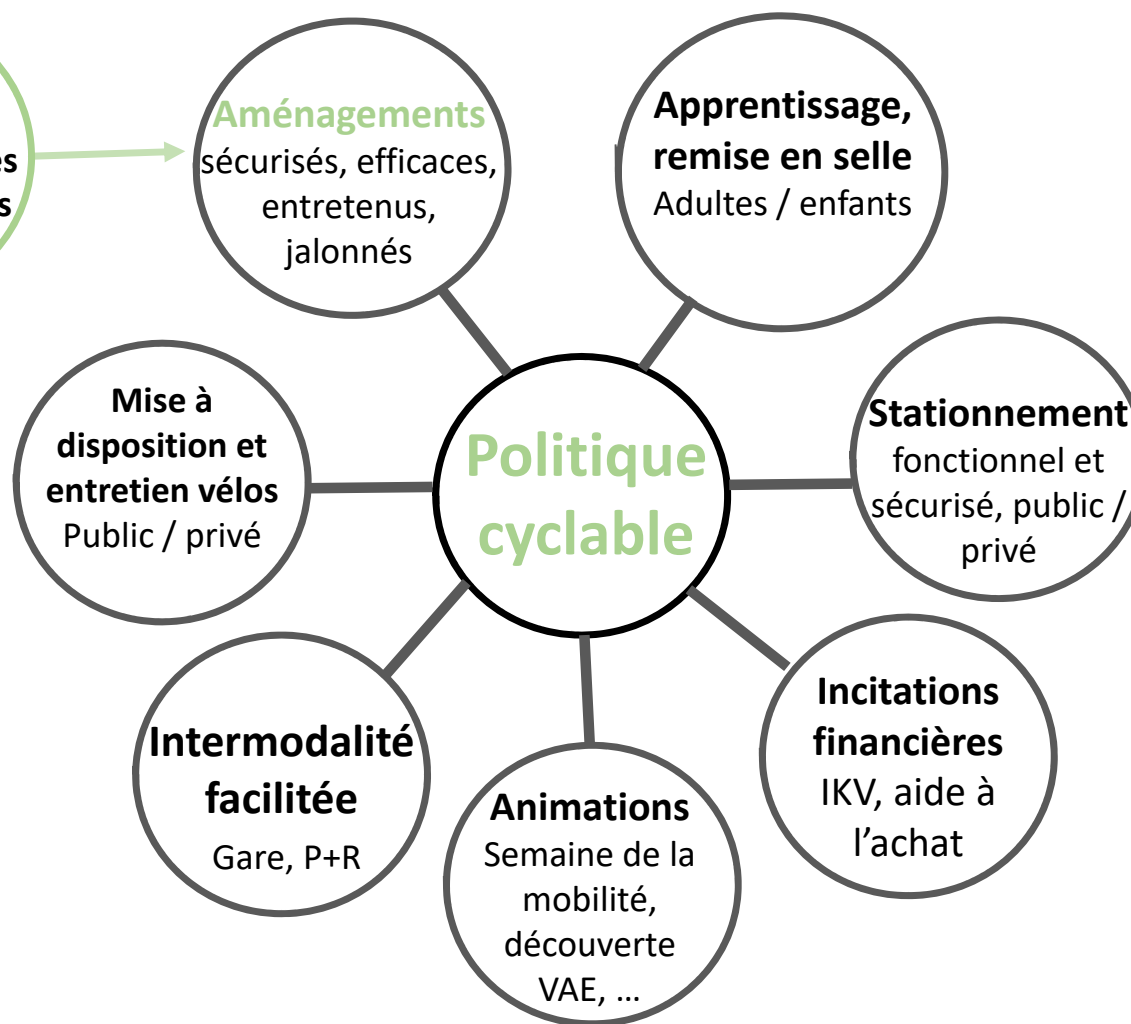 Aménagements
sécurisés, efficaces,
entretenus,
jalonnés
Apprentissage,
remise en selle
Adultes / enfants
Mise à
disposition et
entretien vélos
Public / privé
Politique
cyclable
Stationnement
fonctionnel et
sécurisé, public /
privé
Intermodalité
facilitée
Gare, P+R
Animations
Semaine de la
mobilité,
découverte
VAE, ...
Incitations
financières
IKV, aide à
l'achat